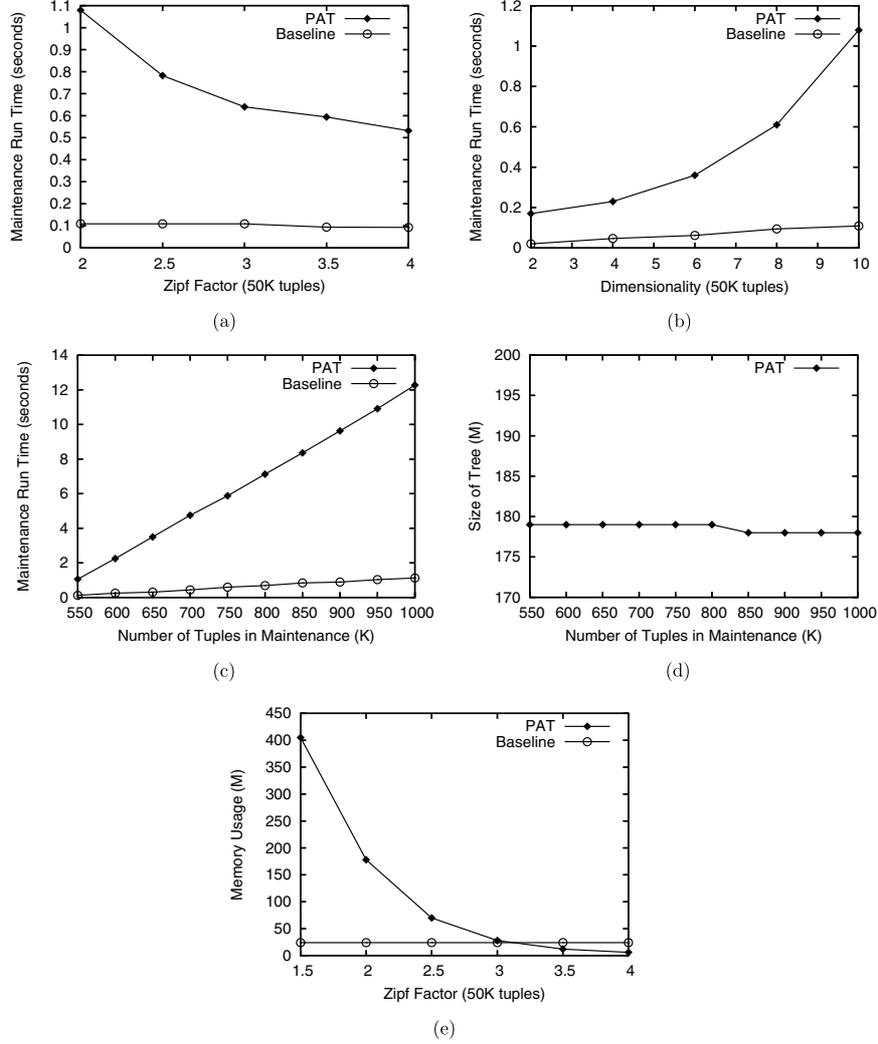 PAT
Baseline
1.1
1
0.9
0.8
0.7
0.6
0.5
0.4
0.3
0.2
0.1
0
Maintenance Run Time (seconds)
2 2.5 3 3.5 4
Zipf Factor (50K tuples)
(a)
PAT
Baseline
1.2
1
0.8
0.6
0.4
0.2
0
Maintenance Run Time (seconds)
2 3 4 5 6 7 8 9 10
Dimensionality (50K tuples)
(b)
PAT
Baseline
14
12
10
8
6
4
2
0
Maintenance Run Time (seconds)
550 600 650 700 750 800 850 900 950 1000
Number of Tuples in Maintenance (K)
(c)
PAT
200
195
190
185
180
175
170
Size of Tree (M)
550 600 650 700 750 800 850 900 950 1000
Number of Tuples in Maintenance (K)
(d)
PAT
Baseline
450
400
350
300
250
200
150
100
50
0
Memory Usage (M)
1.5 2 2.5 3 3.5 4
Zipf Factor (50K tuples)
(e)